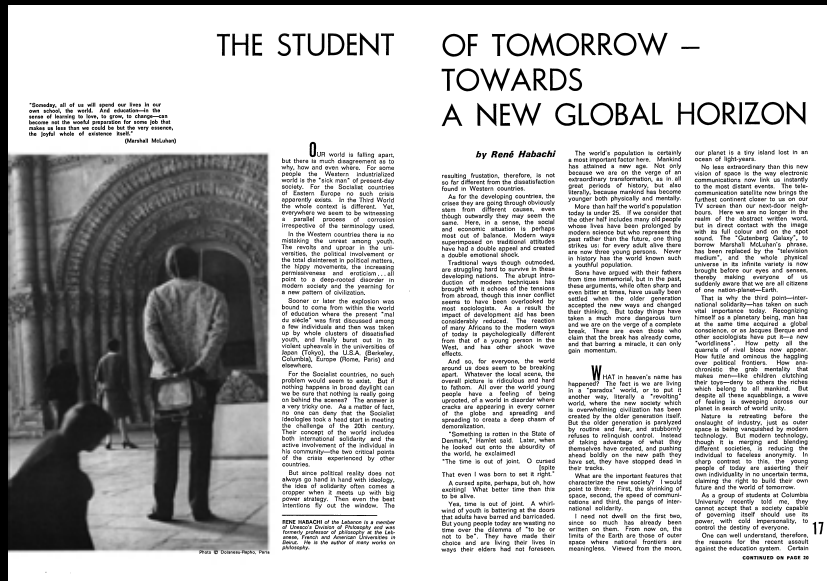 THE STUDENT OF TOMORROW –
TOWARDS
A NEW GLOBAL HORIZON
"Someday, all of us will spend our lives in our
own school, the world. And education—in the
sense of learning to love, to grow, to change—can
become not the woeful preparation for some job that
makes us less than we could be but the very essence,
the joyful whole of existence itself."
(Marshall McLuhan)
OUR world is falling apart,
but there is much disagreement as to
why, how and even where. For some
people the Western industrialized
world is the "sick man" of present-day
society. For the Socialist countries
of Eastern Europe no such crisis
apparently exists. In the Third World
the whole context is different. Yet,
everywhere we seem to be witnessing
a parallel process of corrosion
irrespective of the terminology used.
In the Western countries there is no
mistaking the unrest among youth.
The revolts and uproar in the uni-
versities, the political involvement or
the total disinterest in political matters,
the hippy movements, the increasing
permissiveness and eroticism... all
point to a deep-rooted disorder in
modern society and the yearning for
a new pattern of civilization.
Sooner or later the explosion was
bound to come from within the world
of education where the present "mal
du siècle" was first discussed among
a few individuals and then was taken
up by whole clusters of dissatisfied
youth, and finally burst out in its
violent upheavals in the universities of
Japan (Tokyo), the U.S.A. (Berkeley,
Columbia), Europe (Rome, Paris) and
elsewhere.
For the Socialist countries, no such
problem would seem to exist. But if
nothing happens in broad daylight can
we be sure that nothing is really going
on behind the scenes? The answer is
a very tricky one. As a matter of fact,
no one can deny that the Socialist
ideologies took a head start in meeting
the challenge of the 20th century.
Their concept of the world includes
both international solidarity and the
active involvement of the individual in
his community—the two critical points
of the crisis experienced by other
countries.
But since political reality does not
always go hand in hand with ideology,
the idea of solidarity often comes a
cropper when it meets up with big
power strategy. Then even the best
intentions fly out the window. The
RENE HABACHI of the Lebanon is a member
of Unesco's Division of Philosophy and was
formerly professor of philosophy at the Leb-
anese, French and American Universities in
Beirut. He is the author of many works on
philosophy.
Photo © Doisneau-Rapho, Paris
by René Habachi
resulting frustration, therefore, is not
so far different from the dissatisfaction
found in Western countries.
As for the developing countries, the
crises they are going through obviously
stem from different causes, even
though outwardly they may seem the
same. Here, in a sense, the social
and economic situation is perhaps
most out of balance. Modern ways
superimposed on traditional attitudes
have had a double appeal and created
a double emotional shock.
Traditional ways though outmoded,
are struggling hard to survive in these
developing nations. The abrupt intro-
duction of modern techniques has
brought with it echoes of the tensions
from abroad, though this inner conflict
seems to have been overlooked by
most sociologists. As a result the
impact of development aid has been
considerably reduced. The reaction
of many Africans to the modern ways
of today is psychologically different
from that of a young person in the
West, and has other shock wave
effects.
And so, for everyone, the world
around us does seem to be breaking
apart. Whatever the local scene, the
overall picture is ridiculous and hard
to fathom. All over the world young
people have a feeling of being
uprooted, of a world in disorder where
cracks are appearing in every corner
of the globe and spreading and
spreading to create a deep chasm of
demoralization.
"Something is rotten in the State of
Denmark," Hamlet said. Later, when
he looked out onto the absurdity of
the world, he exclaimed!
"The time is out of joint. O cursed
[spite
That even I was born to set it right."
A cursed spite, perhaps, but oh, how
exciting! What better time than this
to be alive.
Yes, time is out of joint. A whirl-
wind of youth is battering at the doors
that adults have barred and barricaded.
But young people today are wasting no
time over the dilemma of "to be or
not to be". They have made their
choice and are living their lives in
ways their elders had not foreseen.
The world's population is certainly
a most important factor here. Mankind
has attained a new age. Not only
because we are on the verge of an
extraordinary transformation, as in all
great periods of history, but also
literally, because mankind has become
younger both physically and mentally.
More than half the world's population
today is under 25. If we consider that
the other half includes many old people
whose lives have been prolonged by
modern science but who represent the
past rather than the future, one thing
strikes us: for every adult alive there
are now three young persons. Never
in history has the world known such
a youthful population.
Sons have argued with their fathers
from time immemorial, but in the past,
these arguments, while often sharp and
even bitter at times, have usually been
settled when the older generation
accepted the new ways and changed
their thinking. But today things have
taken a much more dangerous turn
and we are on the verge of a complete
break. There are even those who
claim that the break has already come,
and that barring a miracle, it can only
gain momentum.
WHAT in heaven's name has
happened? The fact is we are living
in a "paradox" world, or to put it
another way, literally a "revolting"
world, where the new society which
is overwhelming civilization has been
created by the older generation itself.
But the older generation is paralyzed
by routine and fear, and stubbornly
refuses to relinquish control. Instead
of taking advantage of what they
themselves have created, and pushing
ahead boldly on the new path they
have set, they have stopped dead in
their tracks.
What are the important features that
characterize the new society? I would
point to three: First, the shrinking of
space, second, the speed of communi-
cations and third, the pangs of inter-
national solidarity.
I need not dwell on the first two,
since so much has already been
written on them. From now on, the
limits of the Earth are those of outer
space where national frontiers are
meaningless. Viewed from the moon,
our planet is a tiny island lost in an
ocean of light-years.
No less extraordinary than this new
vision of space is the way electronic
communications now link us instantly
to the most distant events. The tele-
communication satellite now brings the
furthest continent closer to us on our
TV screen than our next-door neigh-
bours. Here we are no longer in the
realm of the abstract written word,
but in direct contact with the image
with its full colour and on the spot
sound. The "Gutenberg Galaxy", to
borrow Marshall McLuhan's phrase,
has been replaced by the "television
medium", and the whole physical
universe in its infinite variety is now
brought before our eyes and senses,
thereby making everyone of us
suddenly aware that we are all citizens
of one nation-planet—Earth.
That is why the third point—inter-
national solidarity—has taken on such
vital importance today. Recognizing
himself as a planetary being, man has
at the same time acquired a global
conscience, or as Jacques Berque and
other sociologists have put it—a new
"worldliness". How petty all the
quarrels of rival blocs now appear.
How futile and ominous the haggling
over political frontiers. How ana-
chronistic the grab mentality that
makes men—like children clutching
their toys—deny to others the riches
which belong to all mankind. But
despite all these squabblings, a wave
of feeling is sweeping across our
planet in search of world unity.
Nature is retreating before the
onslaught of industry, just as outer
space is being vanquished by modern
technology. But modern technology,
though it is merging and blending
different societies, is reducing the
individual to faceless anonymity. In
sharp contrast to this, the young
people of today are asserting their
own individuality in no uncertain terms,
claiming the right to build their own
future and the world of tomorrow.
As a group of students at Columbia
University recently told me, they
cannot accept that a society capable
of governing itself should use its
power, with cold impersonality, to
control the destiny of everyone.
One can well understand, therefore,
the reasons for the recent assault
against the education system. Certain
CONTINUED ON PAGE 20
17